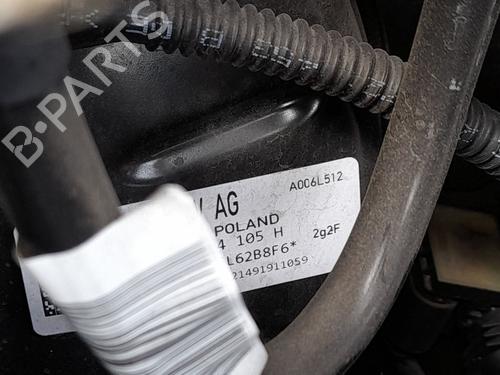 B-PARTS
A006L512
AG
POLAND
4 105 H
2g2F
L62B8F6*
21491911059